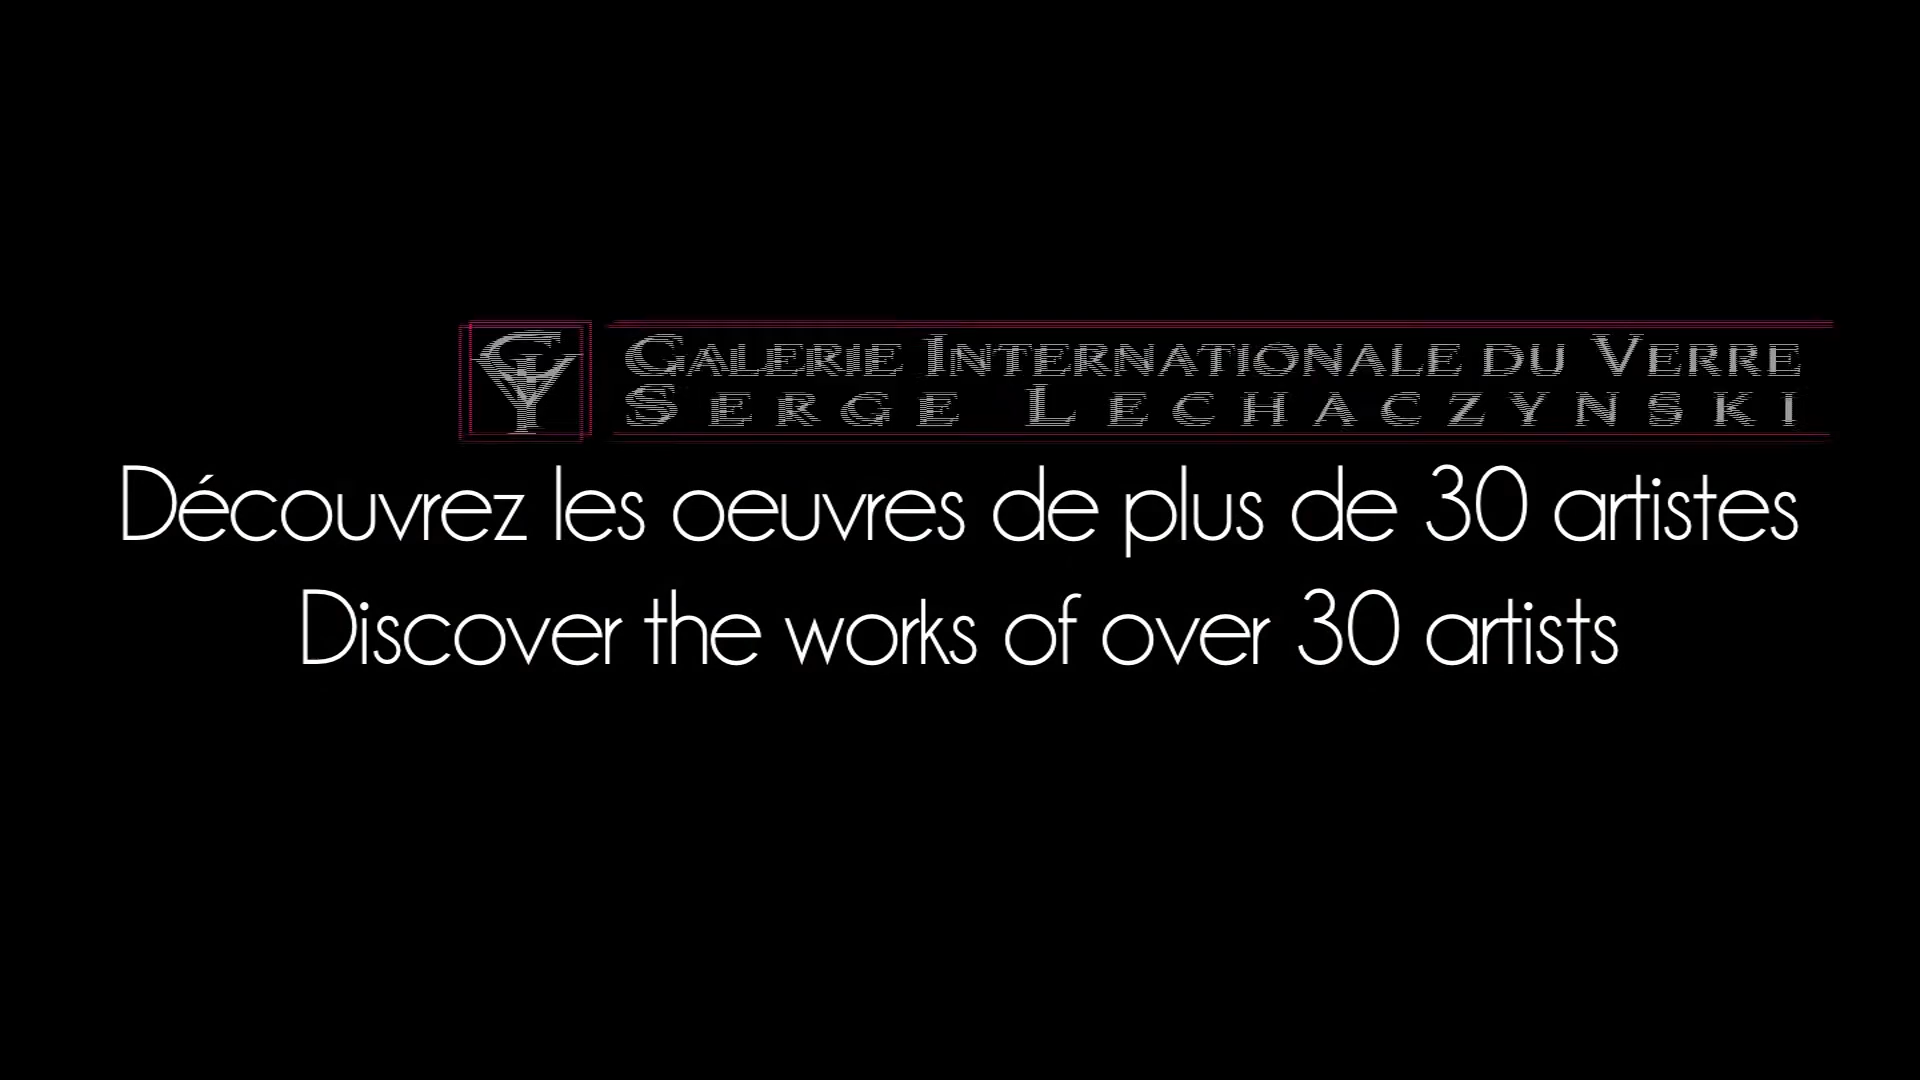 Galerie Internationale du Verre
Serge Lechaczynski
Découvrez les oeuvres de plus de 30 artistes
Discover the works of over 30 artists